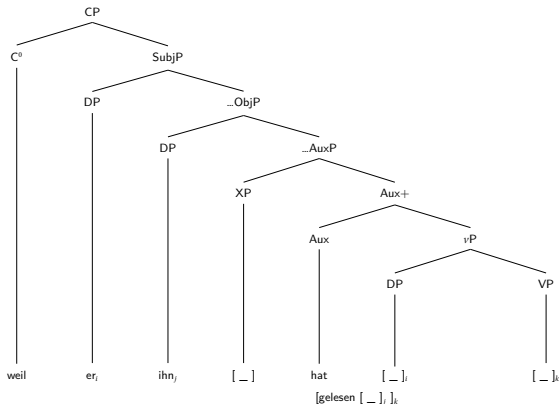 CP
C⁰ SubjP
DP ...ObjP
DP ...AuxP
XP Aux+
Aux vP
DP VP
weil erᵢ ihnⱼ [ _ ] hat [ _ ]ᵢ [ _ ]ₖ
[gelesen [ _ ]ⱼ ]ₖ